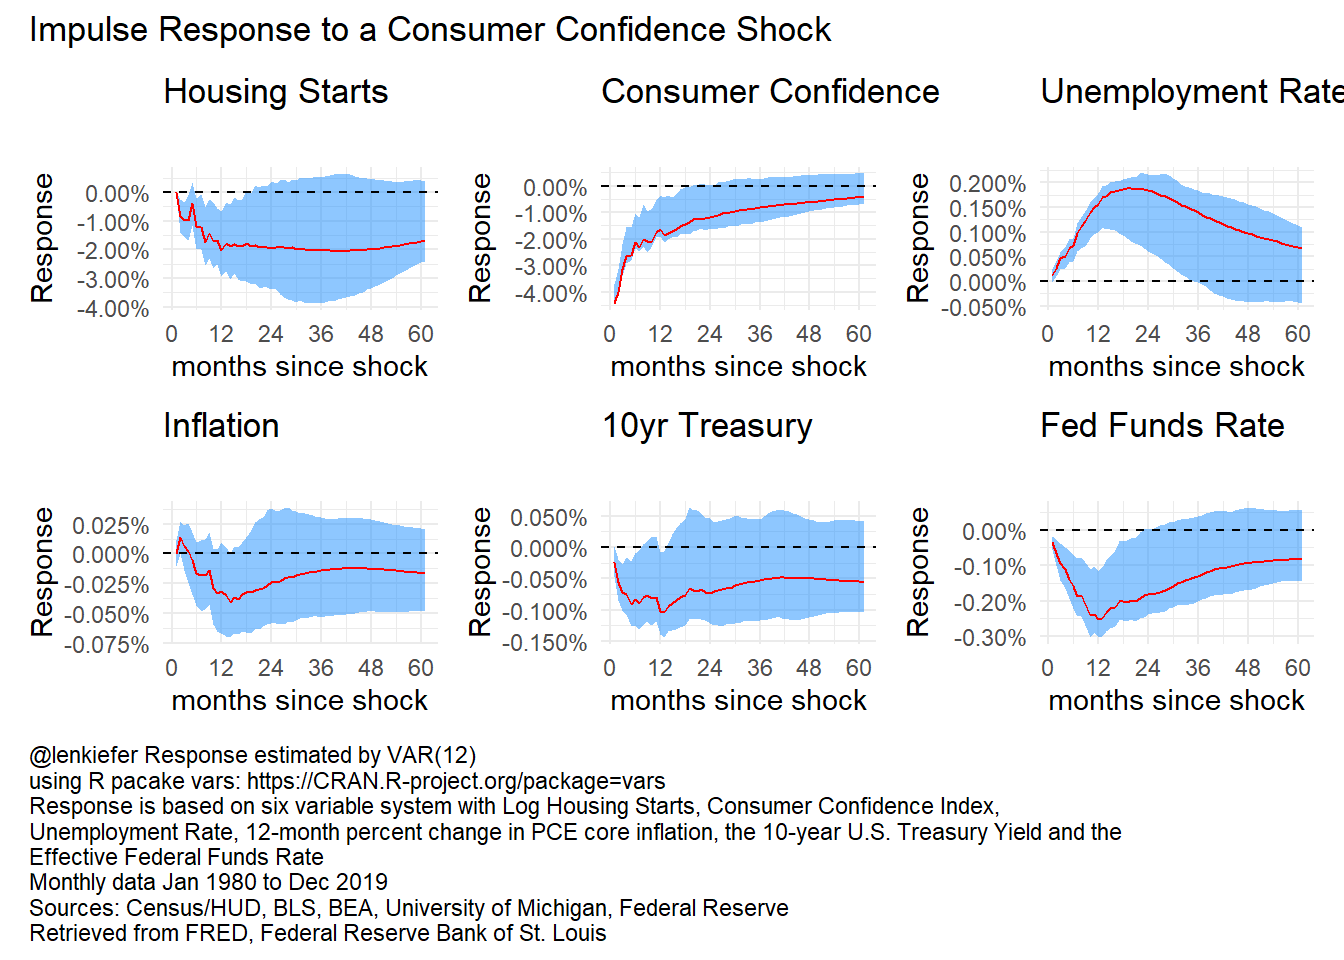 Impulse Response to a Consumer Confidence Shock
Housing Starts
Response
0.00%
-1.00%
-2.00%
-3.00%
-4.00%
0 12 24 36 48 60
months since shock
Consumer Confidence
Response
0.00%
-1.00%
-2.00%
-3.00%
-4.00%
0 12 24 36 48 60
months since shock
Unemployment Rate
Response
0.200%
0.150%
0.100%
0.050%
0.000%
-0.050%
0 12 24 36 48 60
months since shock
Inflation
Response
0.025%
0.000%
-0.025%
-0.050%
-0.075%
0 12 24 36 48 60
months since shock
10yr Treasury
Response
0.050%
0.000%
-0.050%
-0.100%
-0.150%
0 12 24 36 48 60
months since shock
Fed Funds Rate
Response
0.00%
-0.10%
-0.20%
-0.30%
0 12 24 36 48 60
months since shock
@lenkiefer Response estimated by VAR(12)
using R pacake vars: https://CRAN.R-project.org/package=vars
Response is based on six variable system with Log Housing Starts, Consumer Confidence Index,
Unemployment Rate, 12-month percent change in PCE core inflation, the 10-year U.S. Treasury Yield and the
Effective Federal Funds Rate
Monthly data Jan 1980 to Dec 2019
Sources: Census/HUD, BLS, BEA, University of Michigan, Federal Reserve
Retrieved from FRED, Federal Reserve Bank of St. Louis